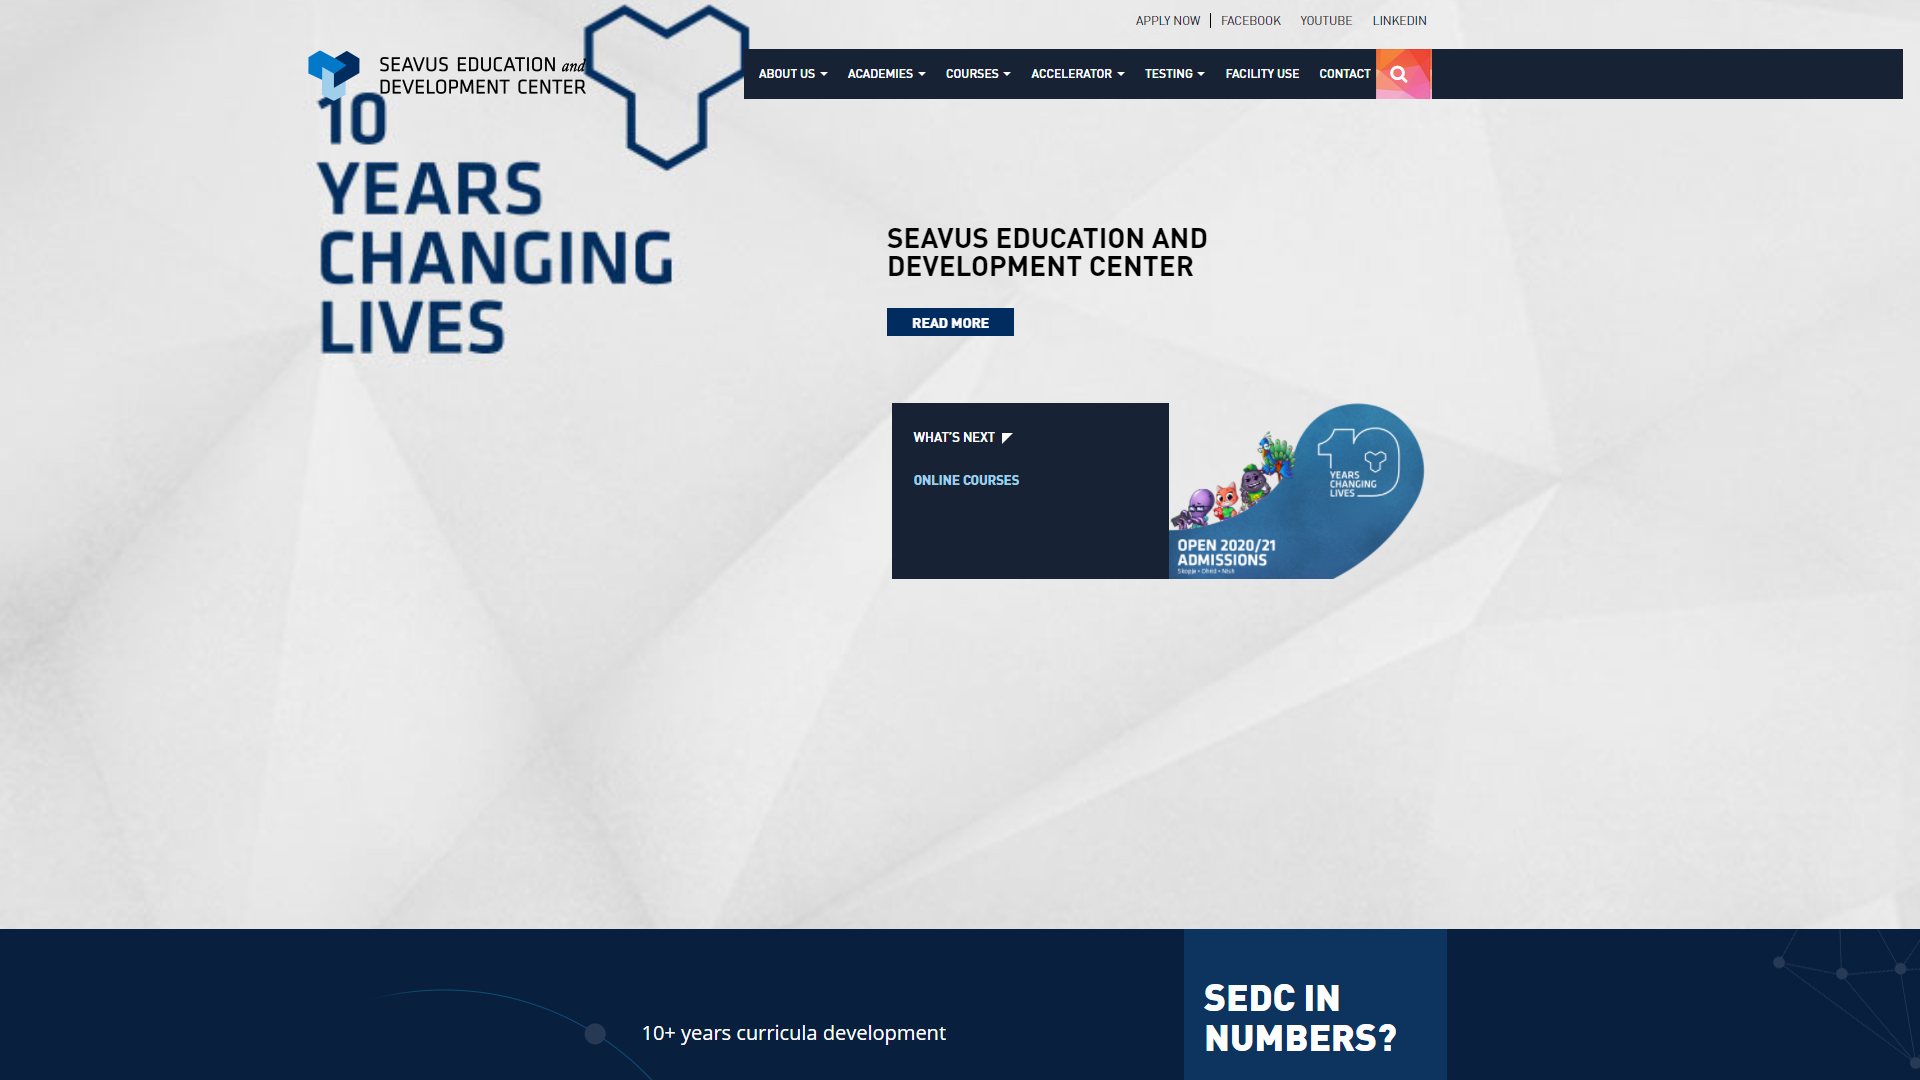 APPLY NOW
FACEBOOK
YOUTUBE
LINKEDIN
SEAVUS EDUCATION and
DEVELOPMENT CENTER
ABOUT US
ACADEMIES
COURSES
ACCELERATOR
TESTING
FACILITY USE
CONTACT
10
YEARS
CHANGING
LIVES
SEAVUS EDUCATION AND
DEVELOPMENT CENTER
READ MORE
WHAT'S NEXT
ONLINE COURSES
10
YEARS
CHANGING
LIVES
OPEN 2020/21
ADMISSIONS
Skopje • Ohrid • Nish
10+ years curricula development
SEDC IN
NUMBERS?